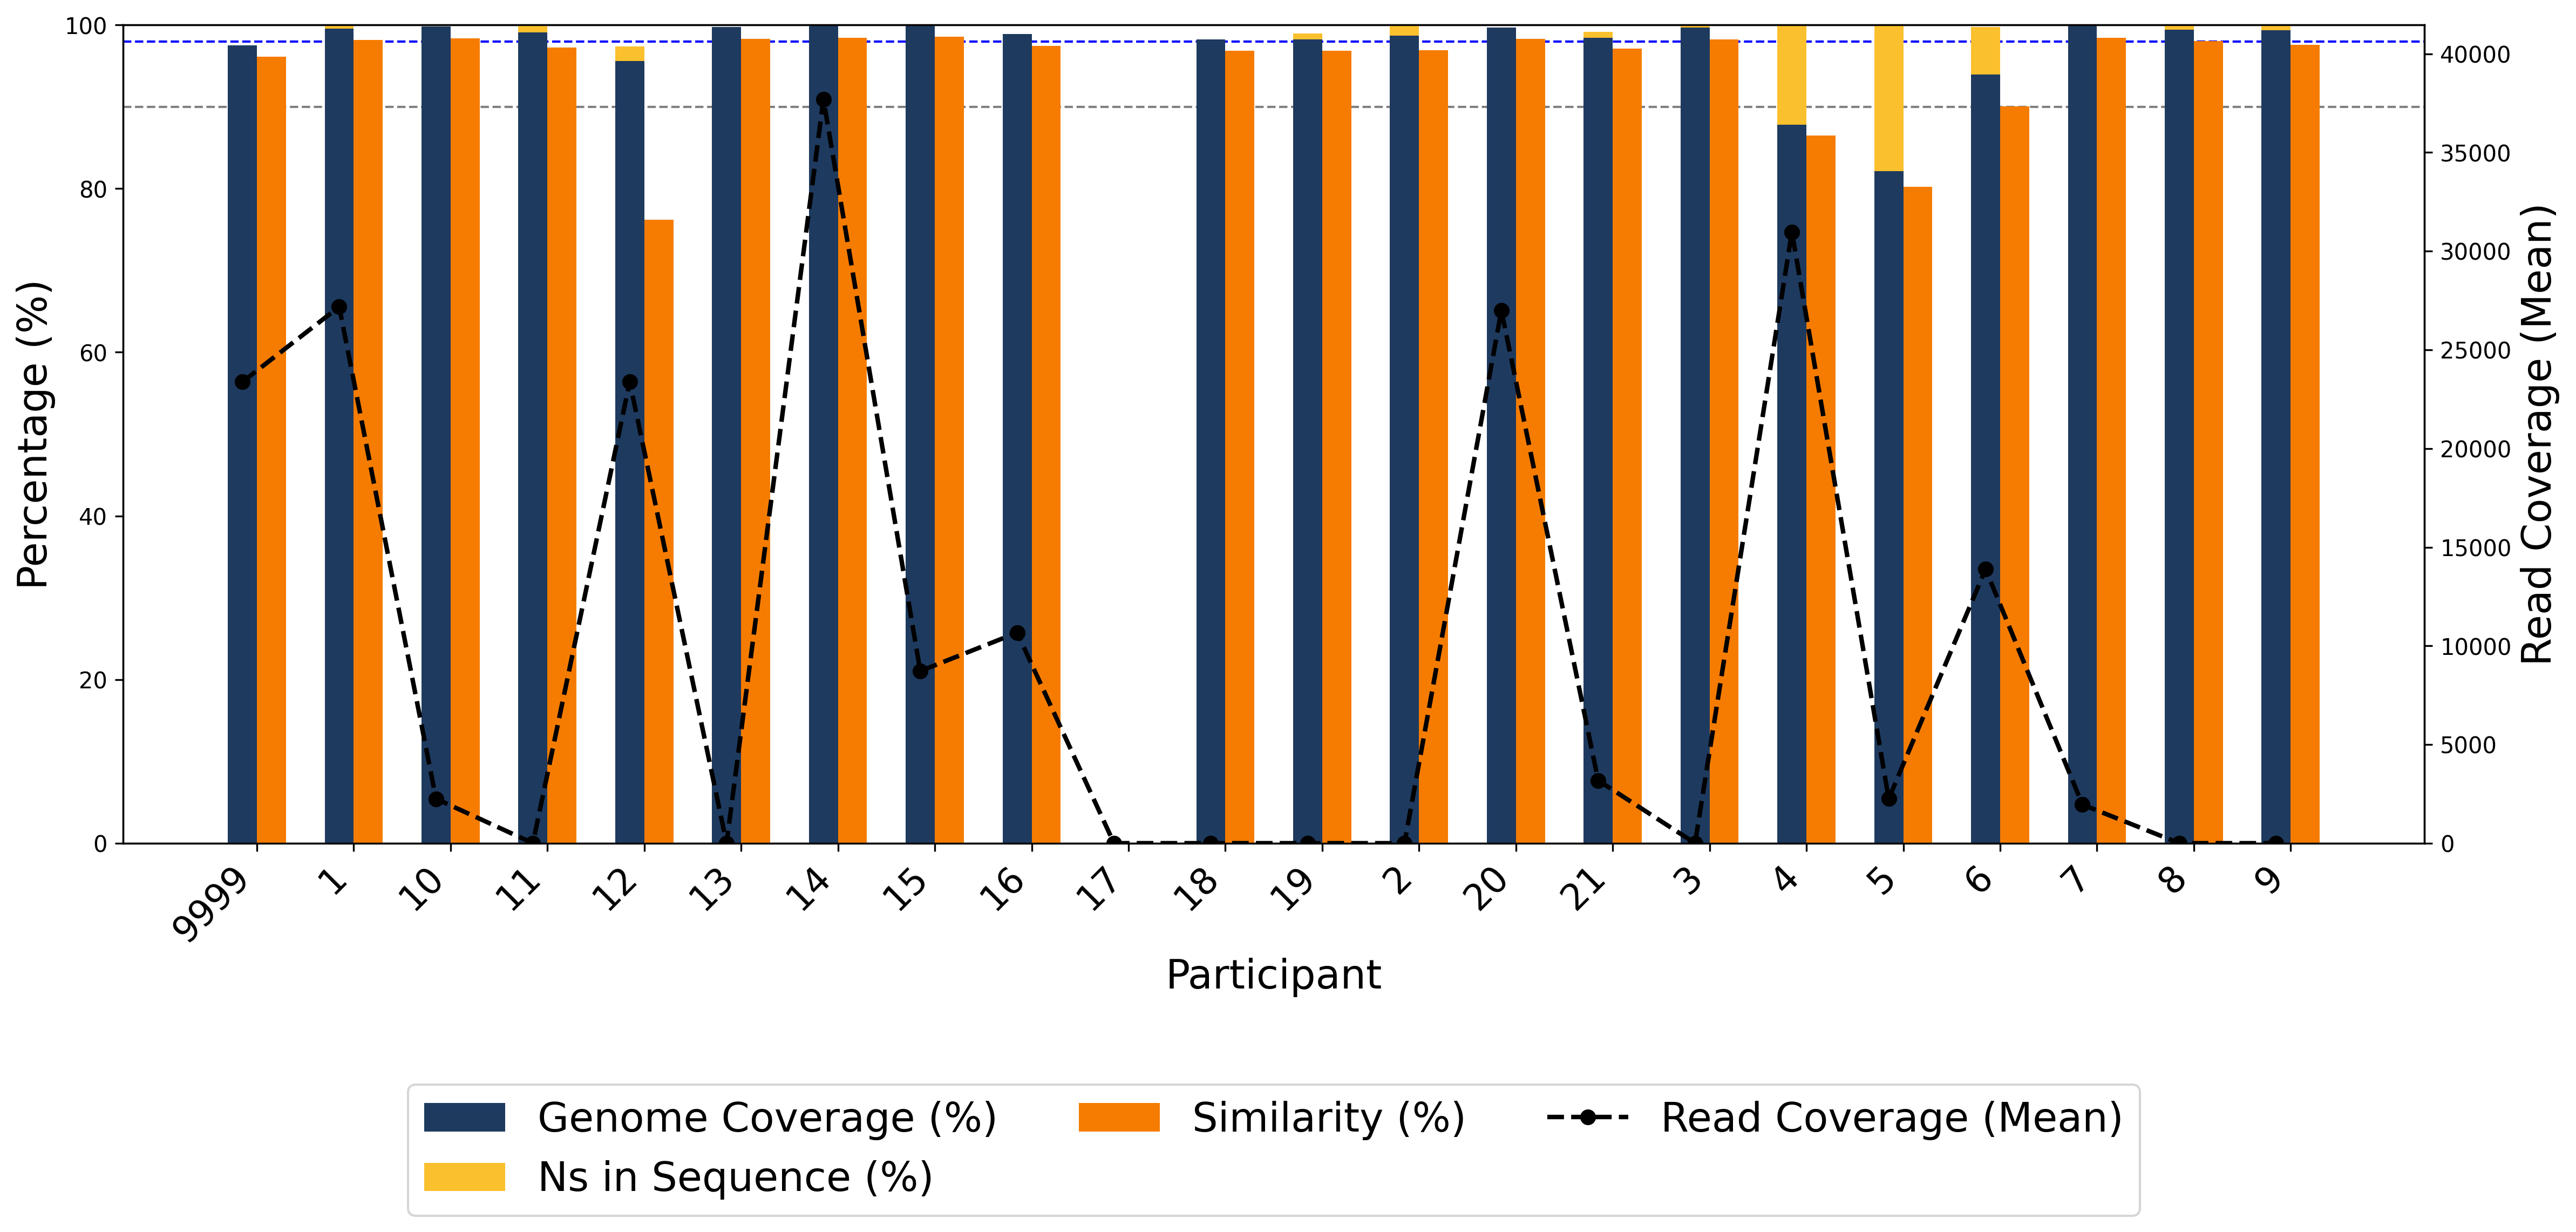 100
80
60
40
20
0
Percentage (%)
40000
35000
30000
25000
20000
15000
10000
5000
0
Read Coverage (Mean)
9999 1 10 11 12 13 14 15 16 17 18 19 2 20 21 3 4 5 6 7 8 9
Participant
Genome Coverage (%) Similarity (%) Read Coverage (Mean)
Ns in Sequence (%)